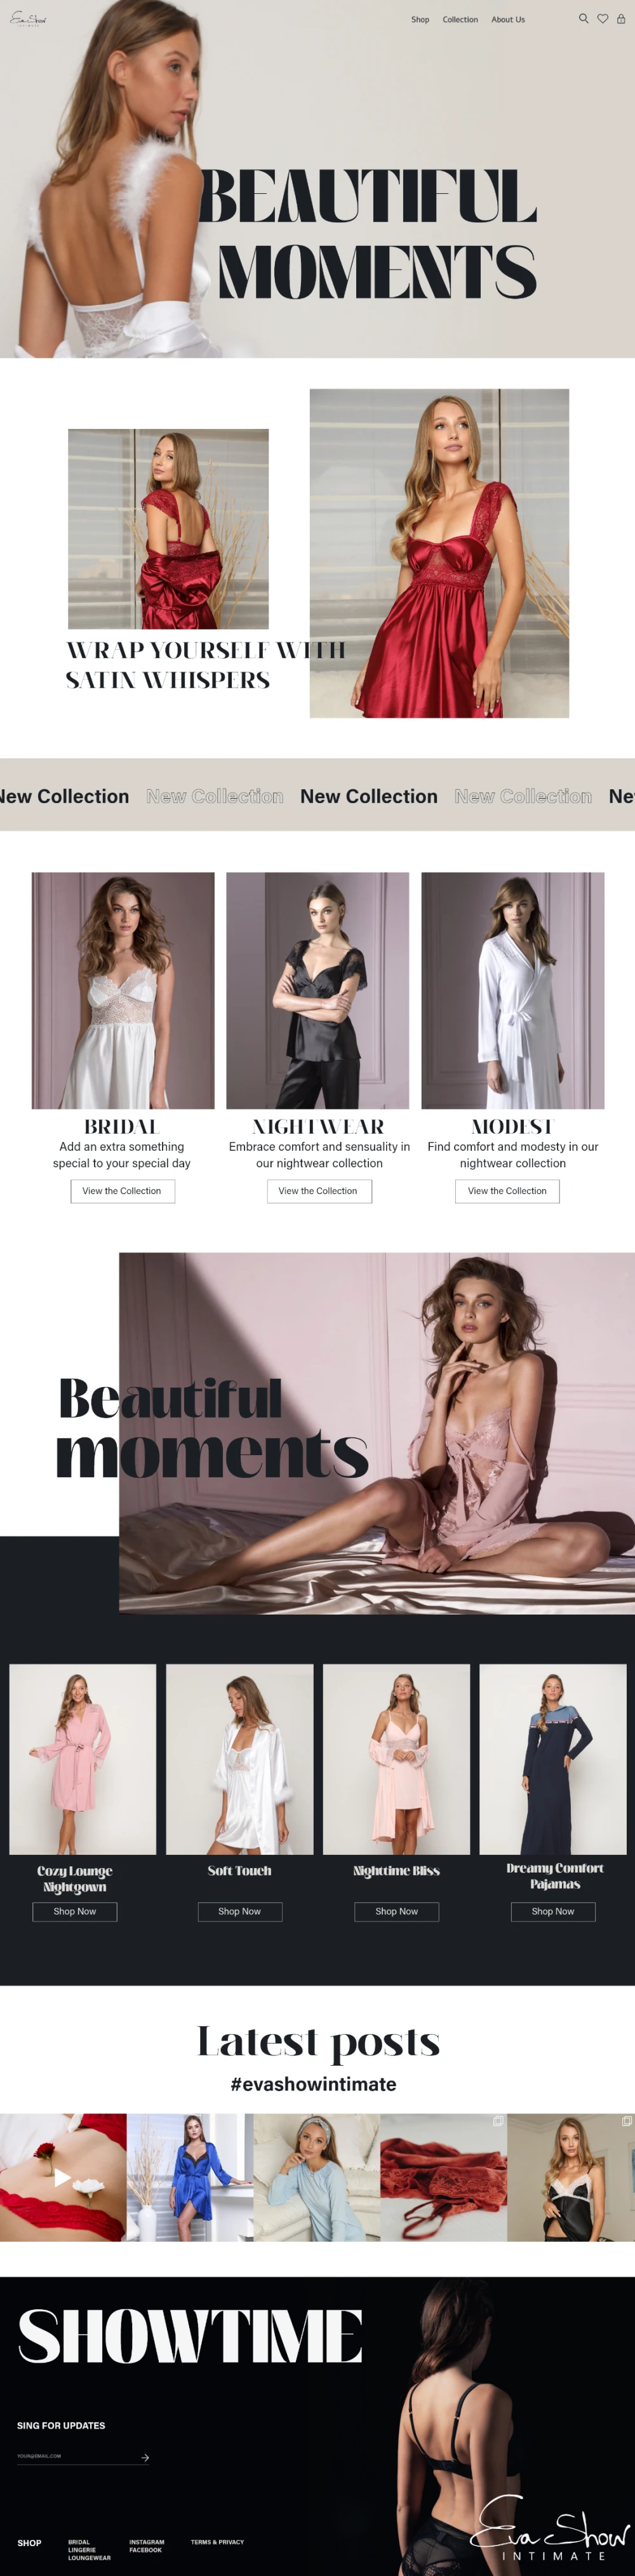 Eva Show
INTIMATE
Shop Collection About Us
BEAUTIFUL
MOMENTS
WRAP YOURSELF WITH
SATIN WHISPERS
New Collection New Collection New Collection New Collection Ne
BRIDAL
Add an extra something
special to your special day
View the Collection
NIGHTWEAR
Embrace comfort and sensuality in
our nightwear collection
View the Collection
MODEST
Find comfort and modesty in our
nightwear collection
View the Collection
Beautiful
moments
Cozy Lounge
Nightgown
Shop Now
Soft Touch
Shop Now
Nighttime Bliss
Shop Now
Dreamy Comfort
Pajamas
Shop Now
Latest posts
#evashowintimate
SHOWTIME
SING FOR UPDATES
YOUR@EMAIL.COM
SHOP
BRIDAL
LINGERIE
LOUNGEWEAR
INSTAGRAM
FACEBOOK
TERMS & PRIVACY
Eva Show
INTIMATE